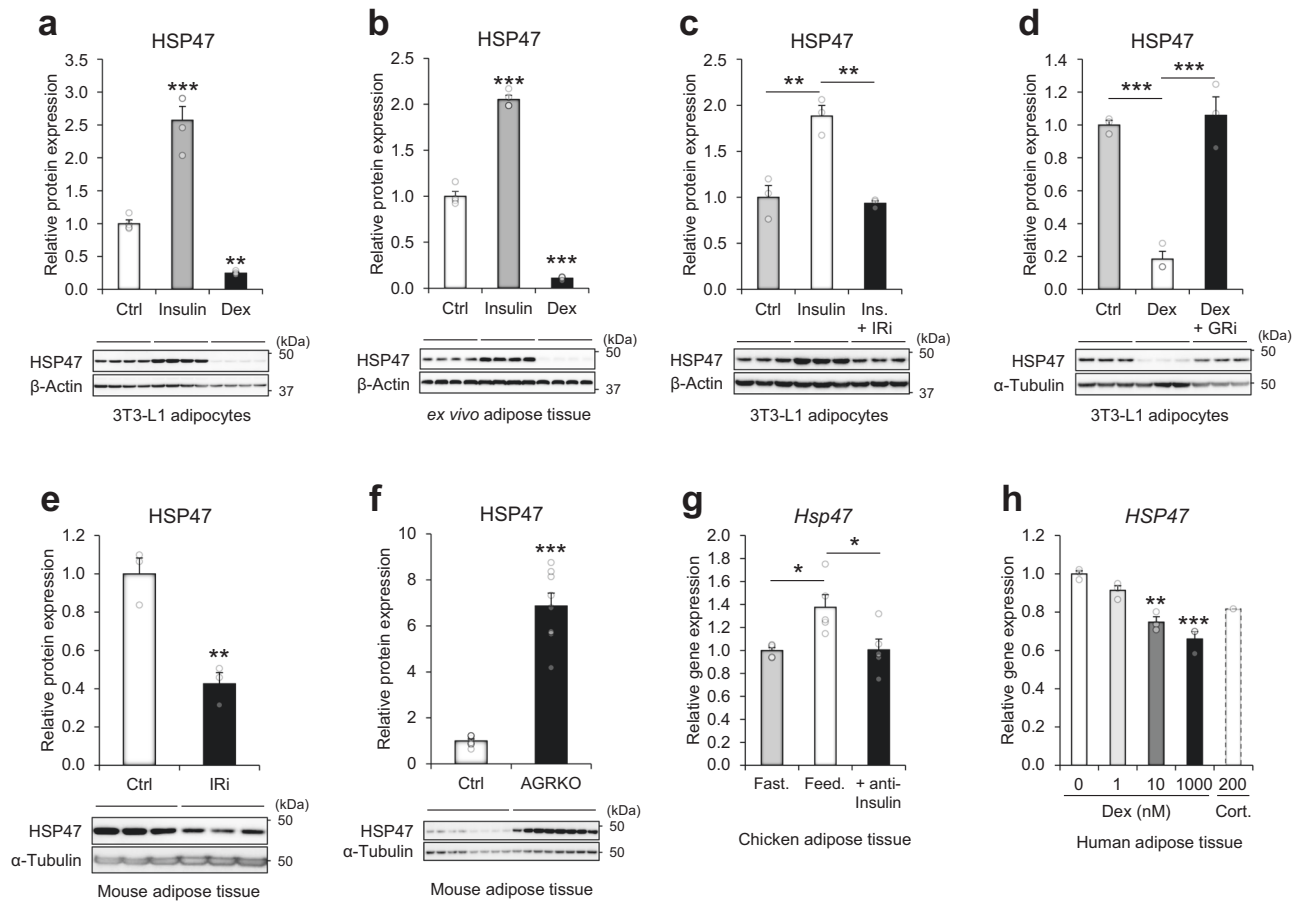 a
HSP47
Relative protein expression
3.5
3.0
2.5
2.0
1.5
1.0
0.5
0.0
***
**
Ctrl Insulin Dex
(kDa)
HSP47 50
β-Actin 37
3T3-L1 adipocytes
b
HSP47
Relative protein expression
2.5
2.0
1.5
1.0
0.5
0.0
***
***
Ctrl Insulin Dex
(kDa)
HSP47 50
β-Actin 37
ex vivo adipose tissue
c
HSP47
Relative protein expression
2.5
2.0
1.5
1.0
0.5
0.0
** **
Ctrl Insulin Ins.
+ IRi
(kDa)
HSP47 50
β-Actin 37
3T3-L1 adipocytes
d
HSP47
Relative protein expression
1.4
1.2
1.0
0.8
0.6
0.4
0.2
0.0
*** ***
Ctrl Dex Dex
+ GRi
(kDa)
HSP47 50
α-Tubulin 50
3T3-L1 adipocytes
e
HSP47
Relative protein expression
1.2
1.0
0.8
0.6
0.4
0.2
0.0
**
Ctrl IRi
(kDa)
HSP47 50
α-Tubulin 50
Mouse adipose tissue
f
HSP47
Relative protein expression
10
8
6
4
2
0
***
Ctrl AGRKO
(kDa)
HSP47 50
α-Tubulin 50
Mouse adipose tissue
g
Hsp47
Relative gene expression
2.0
1.8
1.6
1.4
1.2
1.0
0.8
0.6
0.4
0.2
0.0
* *
Fast. Feed. + anti-
Insulin
Chicken adipose tissue
h
HSP47
Relative gene expression
1.2
1.0
0.8
0.6
0.4
0.2
0.0
**
***
0 1 10 1000 200
Dex (nM) Cort.
Human adipose tissue